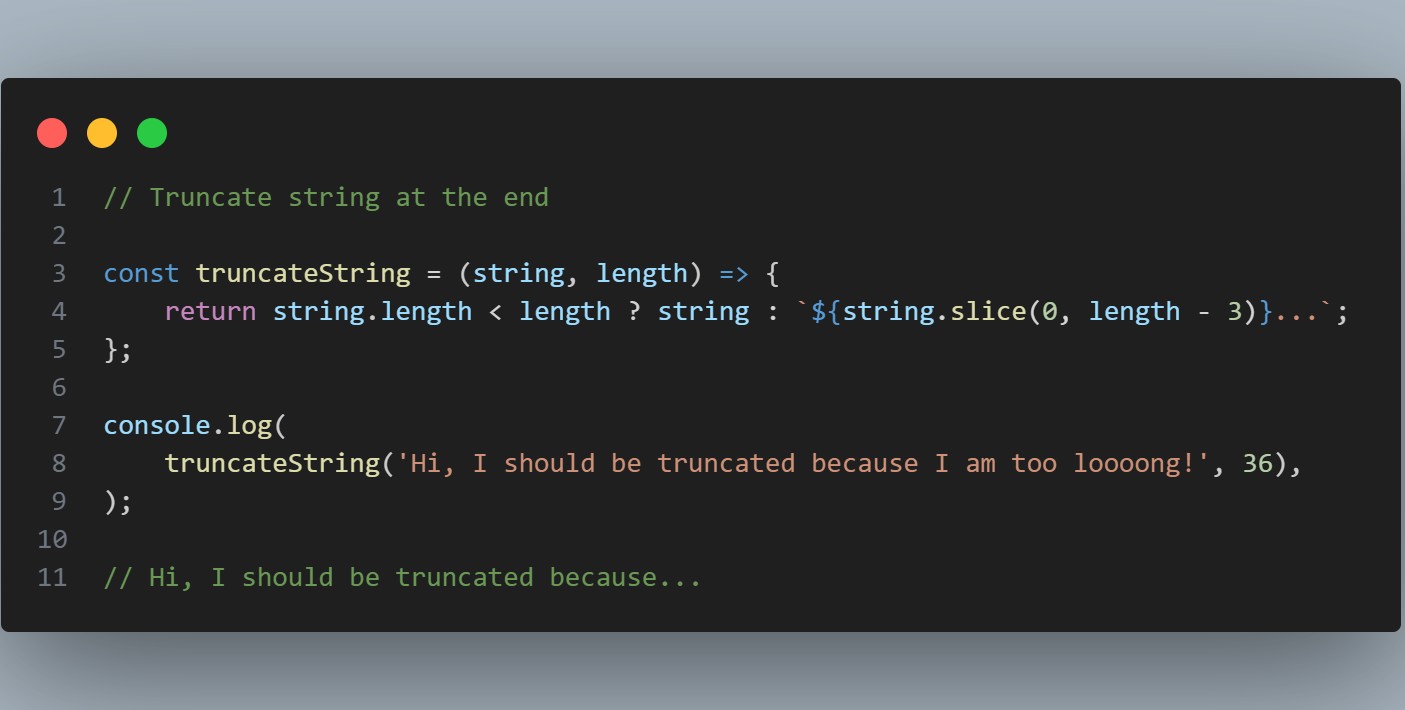 1 // Truncate string at the end
2
3 const truncateString = (string, length) => {
4     return string.length < length ? string : `${string.slice(0, length - 3)}...`;
5 };
6
7 console.log(
8     truncateString('Hi, I should be truncated because I am too loooong!', 36),
9 );
10
11 // Hi, I should be truncated because...